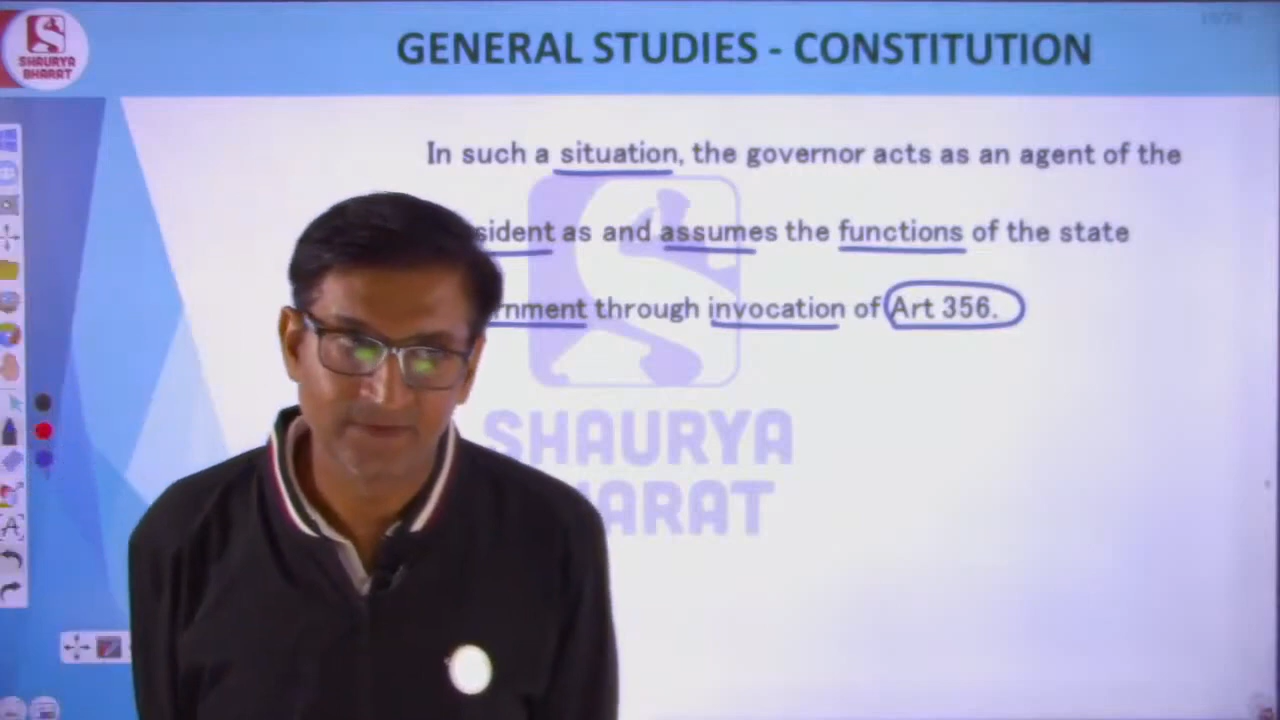 SHAURYA
BHARAT
GENERAL STUDIES - CONSTITUTION
In such a situation, the governor acts as an agent of the
sident as and assumes the functions of the state
rnment through invocation of Art 356.
SHAURYA
HARAT
A